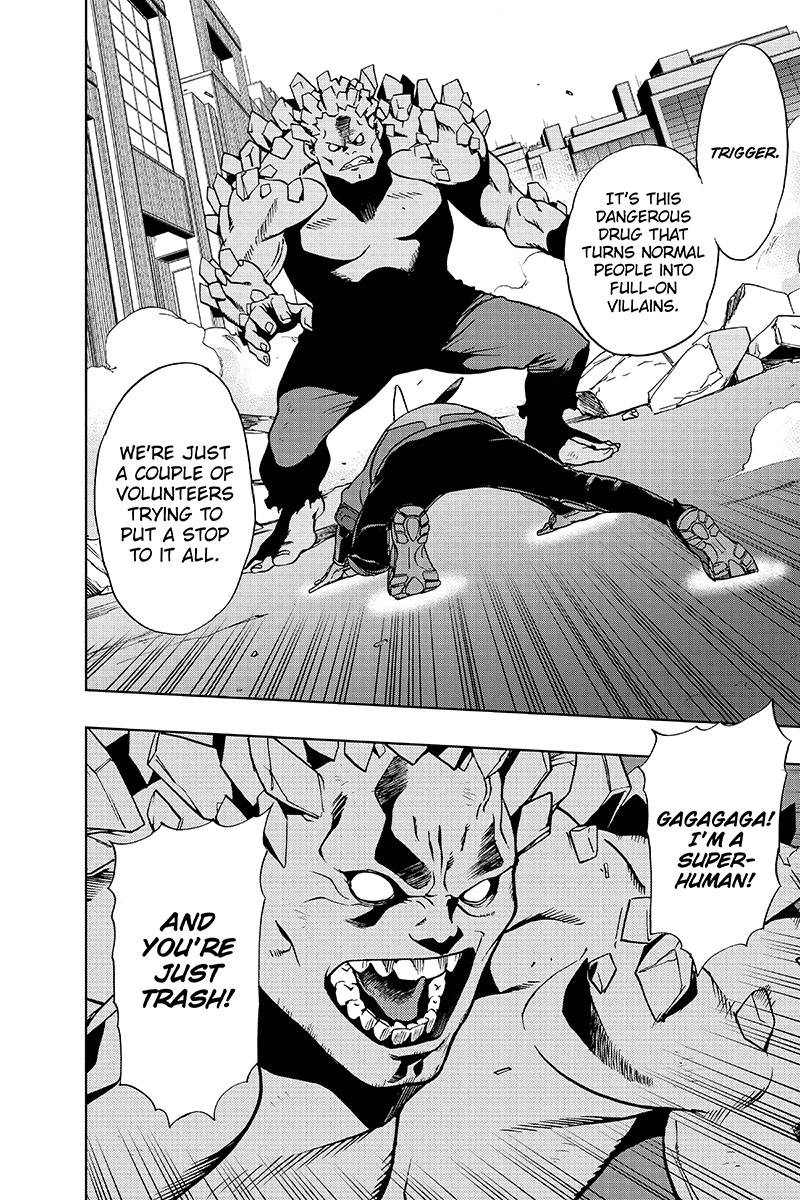 TRIGGER.
IT'S THIS
DANGEROUS
DRUG THAT
TURNS NORMAL
PEOPLE INTO
FULL-ON
VILLAINS.
WE'RE JUST
A COUPLE OF
VOLUNTEERS
TRYING TO
PUT A STOP
TO IT ALL.
GAGAGAGA!
I'M A
SUPER-
HUMAN!
AND
YOU'RE
JUST
TRASH!